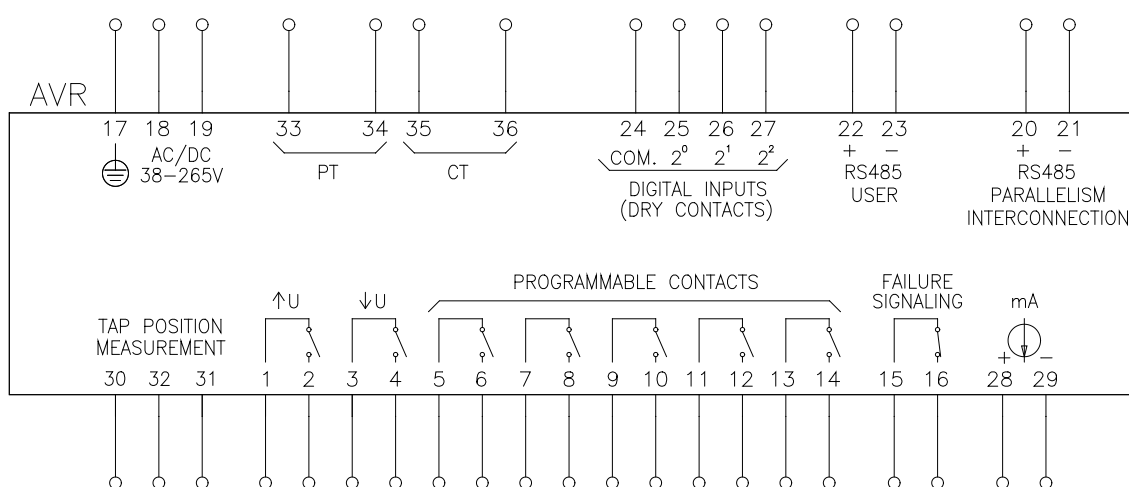 AVR
17 18 19 33 34 35 36 24 25 26 27 22 23 20 21
AC/DC
38-265V
PT
CT
COM. 2⁰ 2¹ 2²
DIGITAL INPUTS
(DRY CONTACTS)
+ −
RS485
USER
+ −
RS485
PARALLELISM
INTERCONNECTION
TAP POSITION
MEASUREMENT
↑U
↓U
PROGRAMMABLE CONTACTS
FAILURE
SIGNALING
mA
+ −
30 32 31 1 2 3 4 5 6 7 8 9 10 11 12 13 14 15 16 28 29